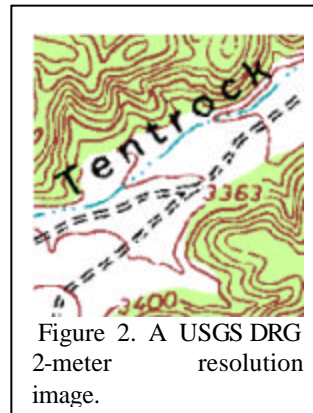 Tentrock
3363
3400
Figure 2. A USGS DRG
2-meter resolution
image.